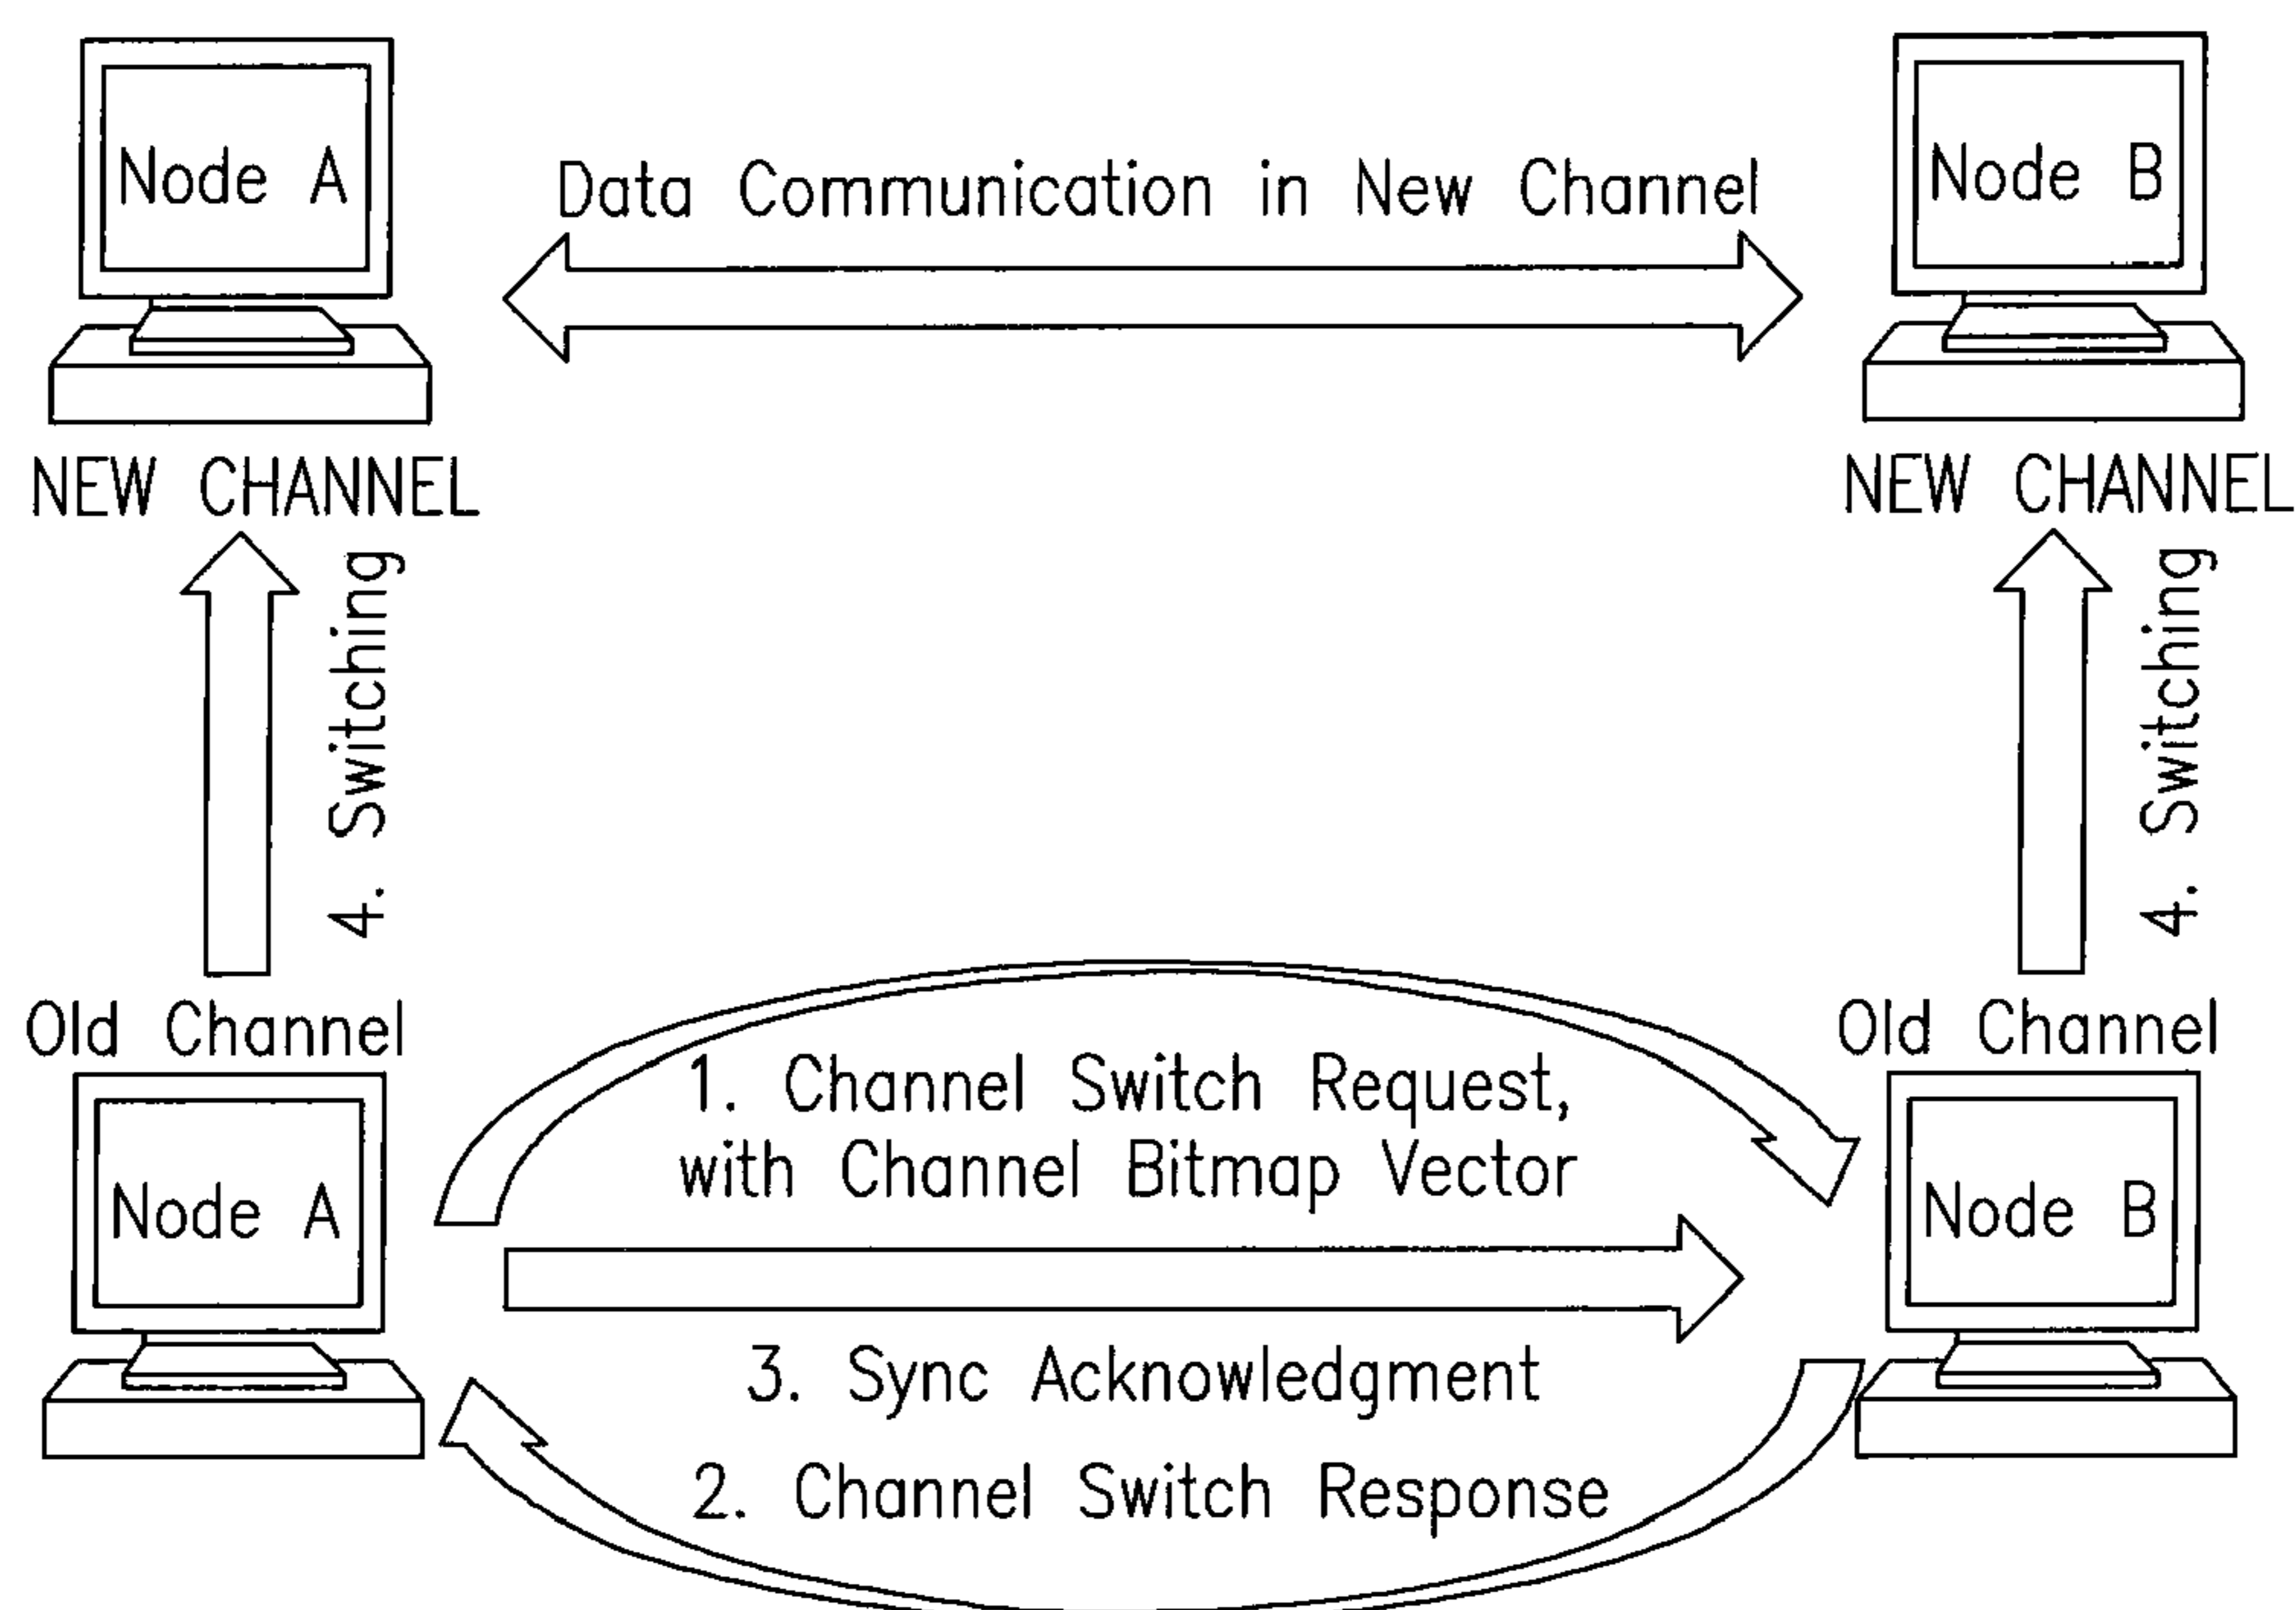 Node A
Node B
Data Communication in New Channel
NEW CHANNEL
NEW CHANNEL
4. Switching
4. Switching
Old Channel
Old Channel
1. Channel Switch Request,
with Channel Bitmap Vector
Node A
Node B
3. Sync Acknowledgment
2. Channel Switch Response